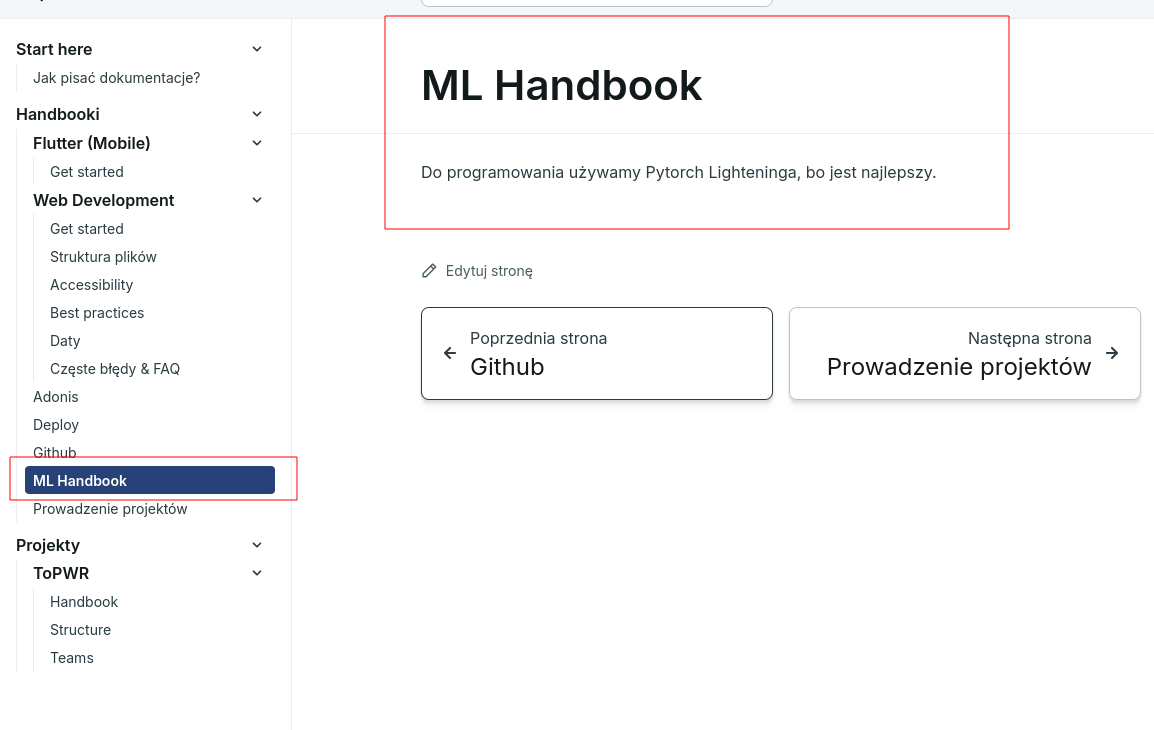 Start here
Jak pisać dokumentacje?
Handbooki
Flutter (Mobile)
Get started
Web Development
Get started
Struktura plików
Accessibility
Best practices
Daty
Częste błędy & FAQ
Adonis
Deploy
Github
ML Handbook
Prowadzenie projektów
Projekty
ToPWR
Handbook
Structure
Teams
ML Handbook
Do programowania używamy Pytorch Lighteninga, bo jest najlepszy.
Edytuj stronę
Poprzednia strona
Github
Następna strona
Prowadzenie projektów